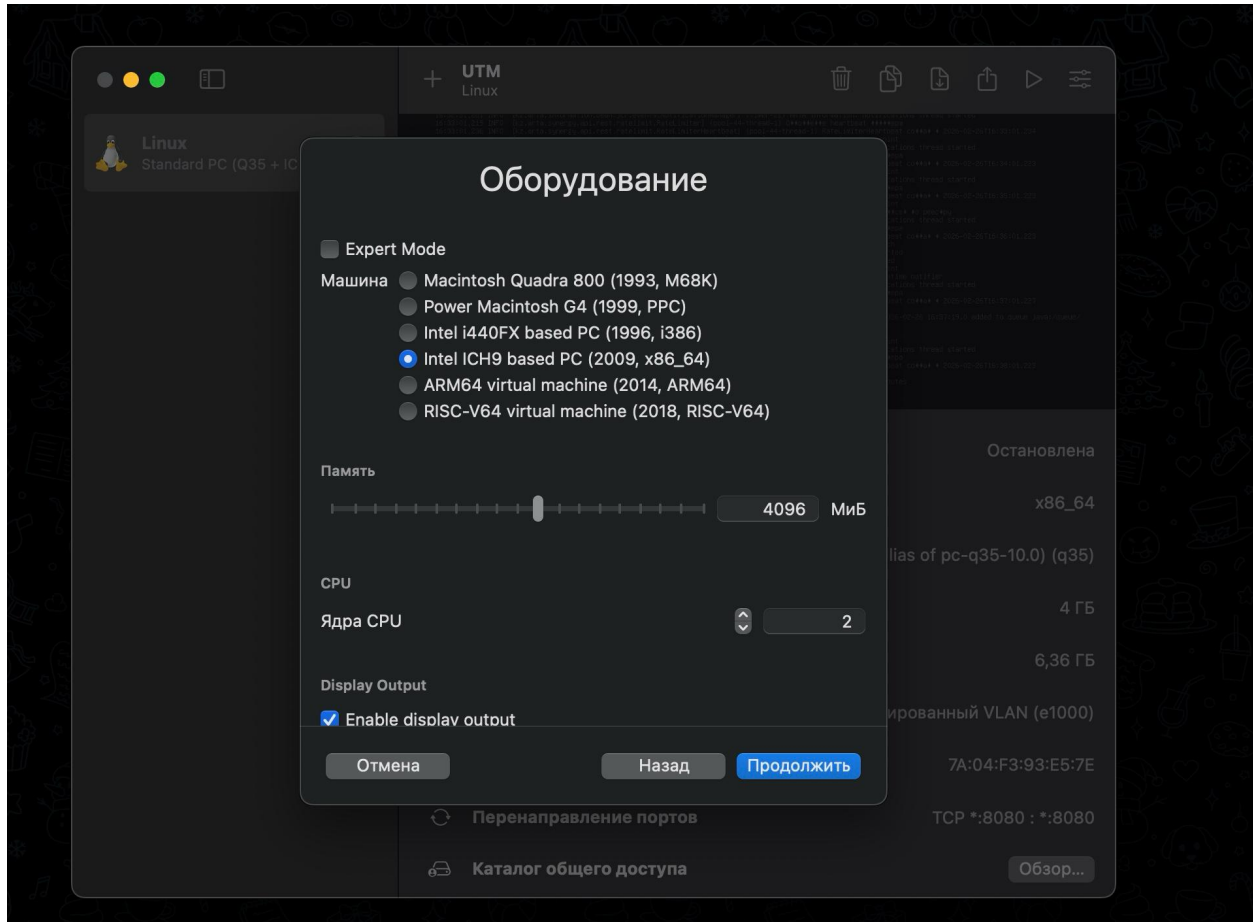 UTM
Linux
Linux
Standard PC (Q35 + IC
Оборудование
Expert Mode
Машина
Macintosh Quadra 800 (1993, M68K)
Power Macintosh G4 (1999, PPC)
Intel i440FX based PC (1996, i386)
Intel ICH9 based PC (2009, x86_64)
ARM64 virtual machine (2014, ARM64)
RISC-V64 virtual machine (2018, RISC-V64)
Память
4096 МиБ
CPU
Ядра CPU 2
Display Output
Enable display output
Отмена Назад Продолжить
Остановлена
x86_64
lias of pc-q35-10.0) (q35)
4 ГБ
6,36 ГБ
ированный VLAN (e1000)
7A:04:F3:93:E5:7E
Перенаправление портов TCP *:8080 : *:8080
Каталог общего доступа Обзор...